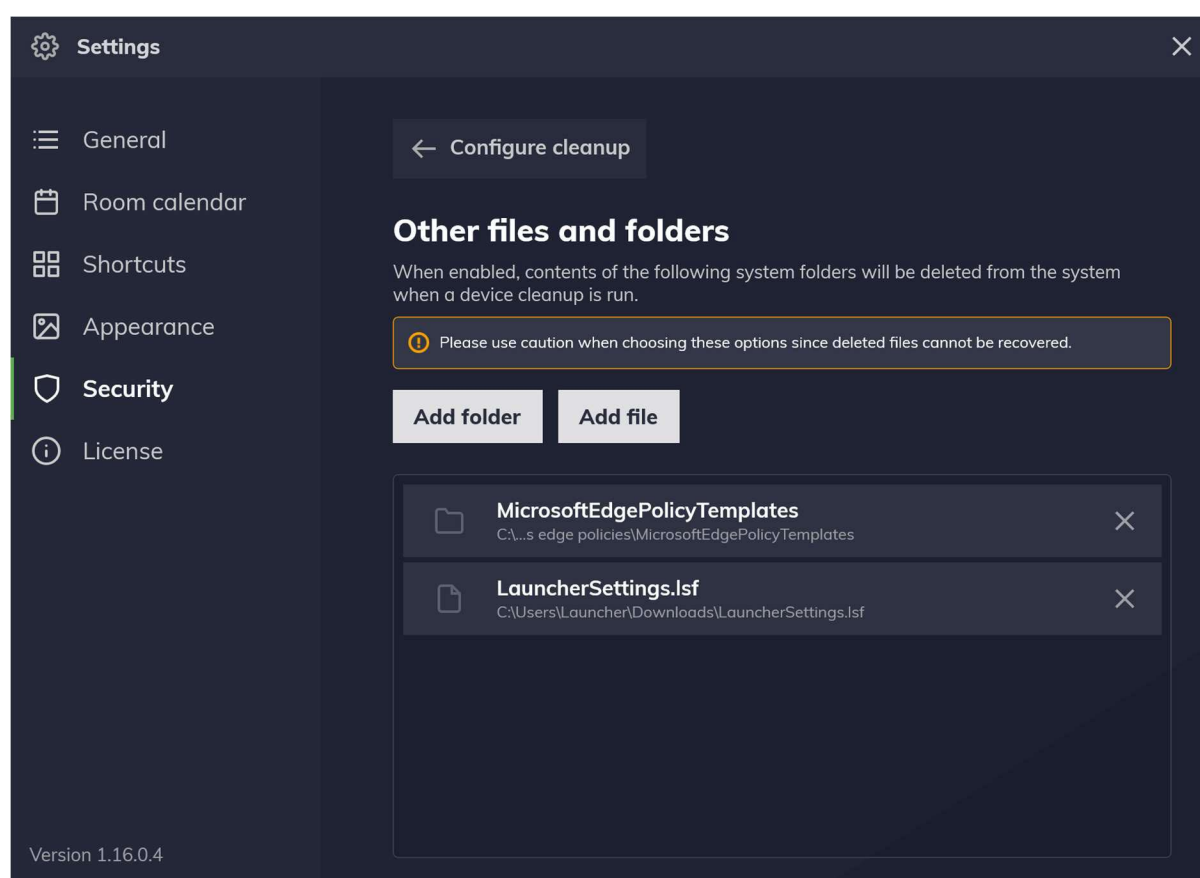 Settings
General
Room calendar
Shortcuts
Appearance
Security
License
Version 1.16.0.4
Configure cleanup
Other files and folders
When enabled, contents of the following system folders will be deleted from the system
when a device cleanup is run.
Please use caution when choosing these options since deleted files cannot be recovered.
Add folder
Add file
MicrosoftEdgePolicyTemplates
C:\...s edge policies\MicrosoftEdgePolicyTemplates
LauncherSettings.lsf
C:\Users\Launcher\Downloads\LauncherSettings.lsf